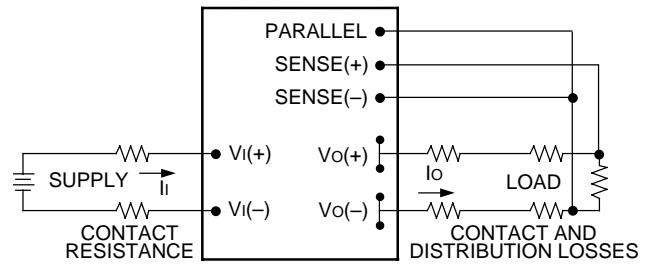 PARALLEL
SENSE(+)
SENSE(–)
VI(+)
VO(+)
SUPPLY
II
IO
LOAD
VI(–)
VO(–)
CONTACT
RESISTANCE
CONTACT AND
DISTRIBUTION LOSSES